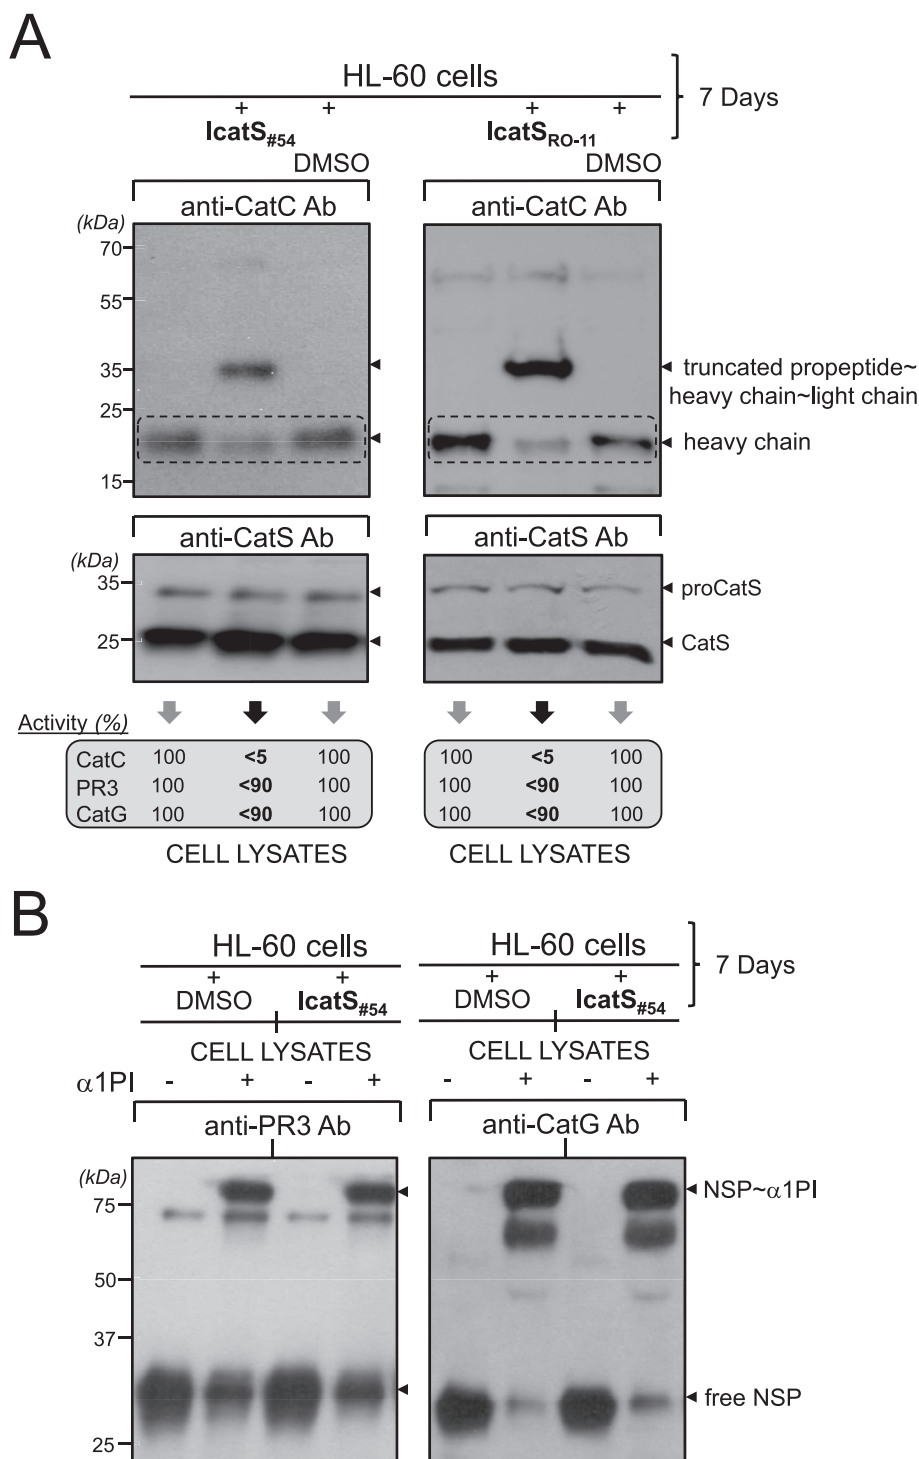 A
HL-60 cells
7 Days
+ + + +
IcatS#54 IcatSRO-11
DMSO DMSO
anti-CatC Ab anti-CatC Ab
(kDa)
70
55
35
25
15
truncated propeptide~
heavy chain~light chain
heavy chain
anti-CatS Ab anti-CatS Ab
(kDa)
35
25
proCatS
CatS
Activity (%)
CatC 100 <5 100 100 <5 100
PR3 100 <90 100 100 <90 100
CatG 100 <90 100 100 <90 100
CELL LYSATES CELL LYSATES
B
HL-60 cells HL-60 cells
7 Days
+ + + +
DMSO IcatS#54 DMSO IcatS#54
CELL LYSATES CELL LYSATES
α1PI - + - + - + - +
anti-PR3 Ab anti-CatG Ab
(kDa)
75
50
37
25
NSP~α1PI
free NSP